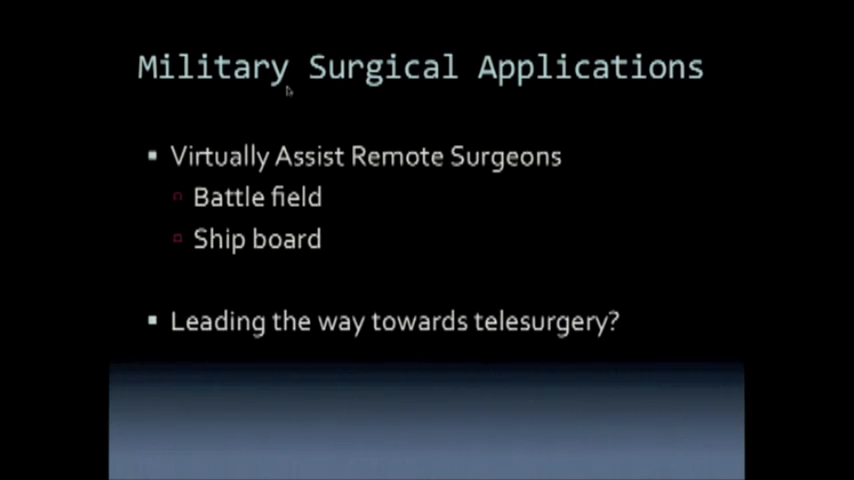 Military Surgical Applications
Virtually Assist Remote Surgeons
Battle field
Ship board
Leading the way towards telesurgery?